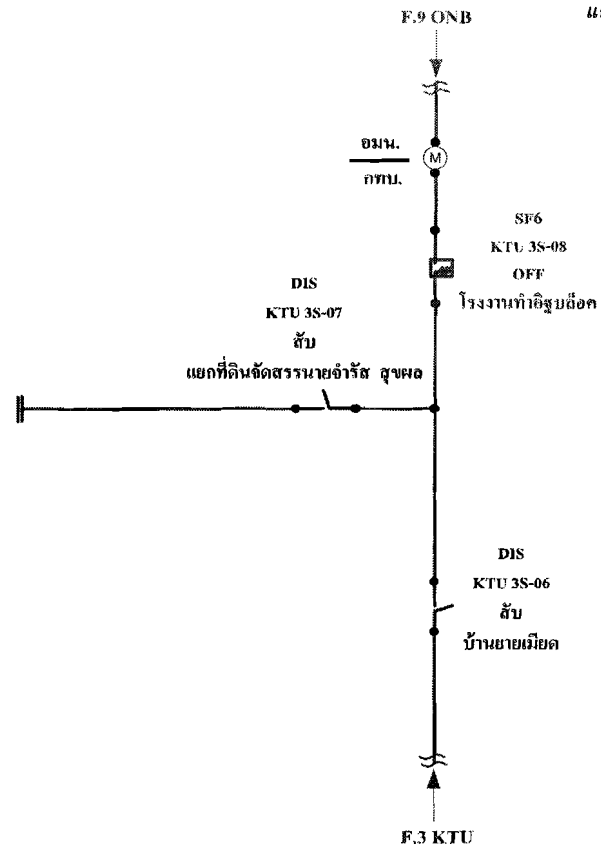 F.9 ONB
อมน.
M
กทบ.
SF6
KTU 3S-08
OFF
โรงงานทำอิฐบล็อค
DIS
KTU 3S-07
สับ
แยกที่ดินจัดสรรนายจำรัส สุขผล
DIS
KTU 3S-06
สับ
บ้านยายเมียด
F.3 KTU